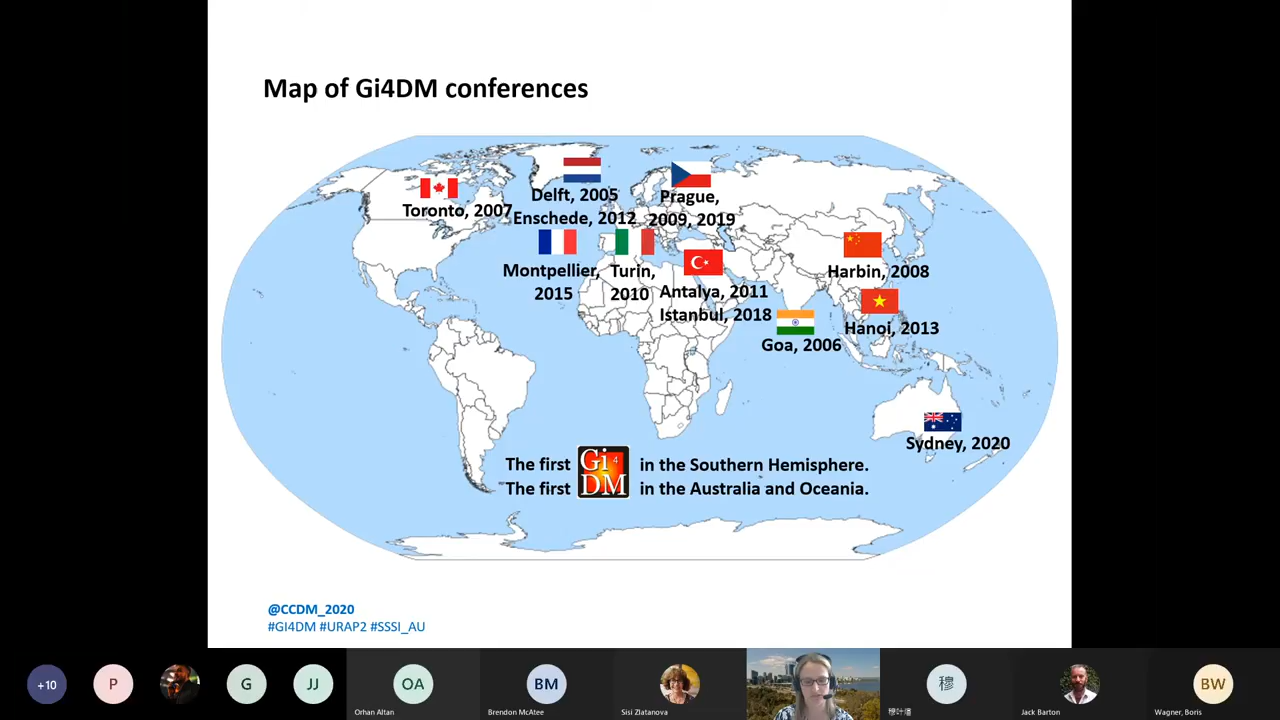 Map of Gi4DM conferences
Toronto, 2007
Delft, 2005
Enschede, 2012
Prague,
2009, 2019
Montpellier,
2015
Turin,
2010
Antalya, 2011
Istanbul, 2018
Harbin, 2008
Hanoi, 2013
Goa, 2006
Sydney, 2020
The first Gi4DM in the Southern Hemisphere.
The first Gi4DM in the Australia and Oceania.
@CCDM_2020
#GI4DM #URAP2 #SSSI_AU
+10
P
G
JJ
OA
Orhan Altan
BM
Brendon McAtee
Sisi Zlatanova
穆
Jack Barton
BW
Wagner, Boris